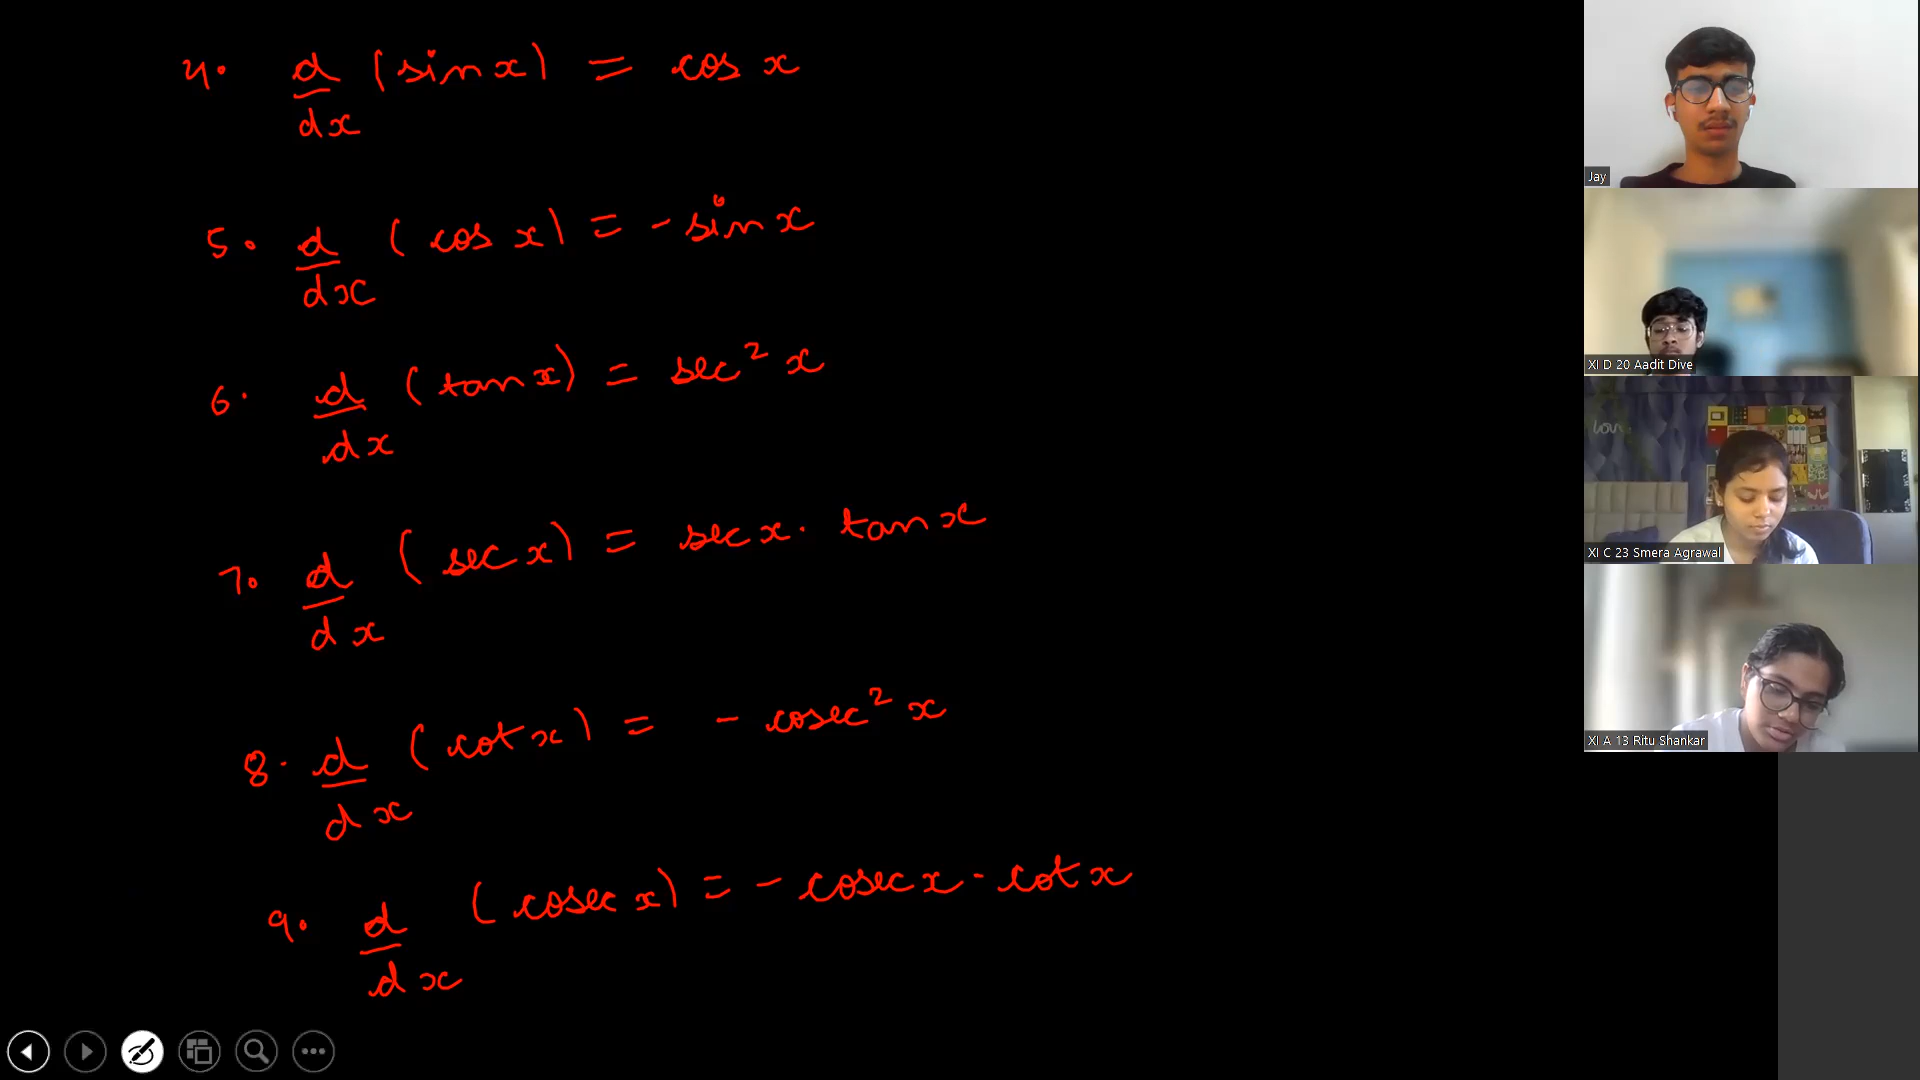 4. d/dx (sin x) = cos x
5. d/dx (cos x) = - sin x
6. d/dx (tan x) = sec² x
7. d/dx (sec x) = sec x . tan x
8. d/dx (cot x) = - cosec² x
9. d/dx (cosec x) = - cosec x - cot x
Jay
XI D 20 Aadit Dive
XI C 23 Smera Agrawal
XI A 13 Ritu Shankar